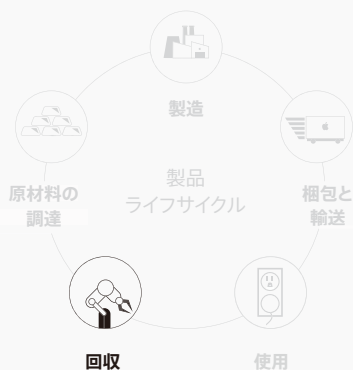 製造
原材料の
調達
製品
ライフサイクル
梱包と
輸送
回収
使用